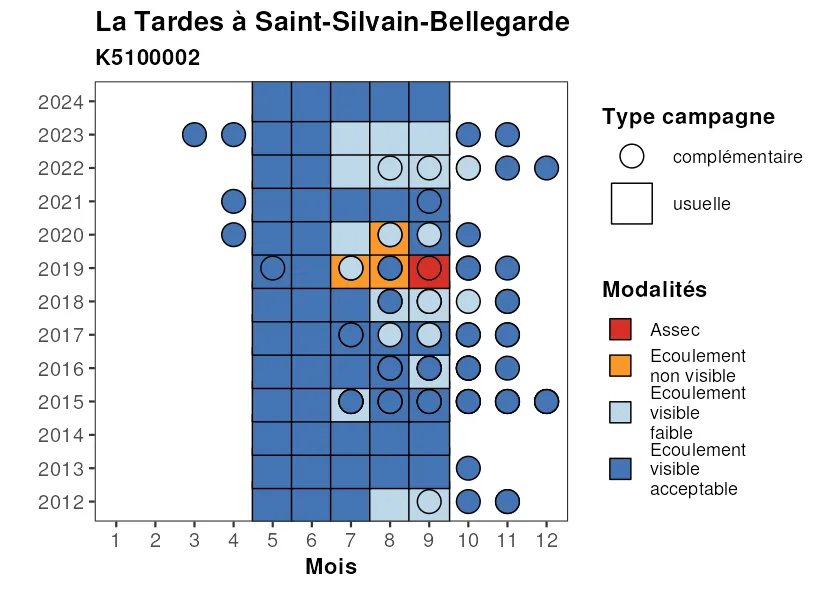 La Tardes à Saint-Silvain-Bellegarde
K5100002
2024
2023
2022
2021
2020
2019
2018
2017
2016
2015
2014
2013
2012
1 2 3 4 5 6 7 8 9 10 11 12
Mois
Type campagne
complémentaire
usuelle
Modalités
Assec
Ecoulement
non visible
Ecoulement
visible
faible
Ecoulement
visible
acceptable